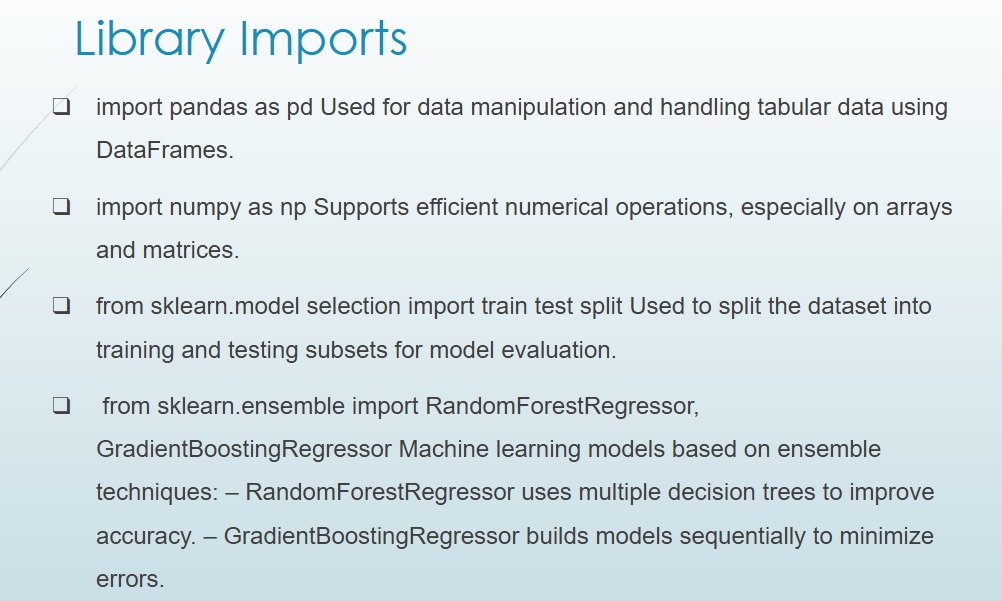 Library Imports
❑ import pandas as pd Used for data manipulation and handling tabular data using
DataFrames.
❑ import numpy as np Supports efficient numerical operations, especially on arrays
and matrices.
❑ from sklearn.model selection import train test split Used to split the dataset into
training and testing subsets for model evaluation.
❑ from sklearn.ensemble import RandomForestRegressor,
GradientBoostingRegressor Machine learning models based on ensemble
techniques: – RandomForestRegressor uses multiple decision trees to improve
accuracy. – GradientBoostingRegressor builds models sequentially to minimize
errors.